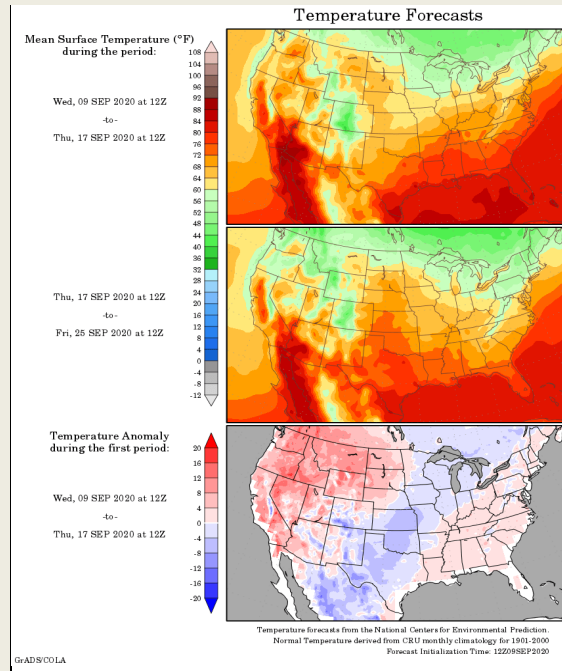 Temperature Forecasts
Mean Surface Temperature (°F)
during the period:
Wed, 09 SEP 2020 at 12Z
-to-
Thu, 17 SEP 2020 at 12Z
108
104
100
96
92
88
84
80
76
72
68
64
60
56
52
48
44
40
36
32
28
24
20
16
12
8
4
0
-4
-8
-12
Thu, 17 SEP 2020 at 12Z
-to-
Fri, 25 SEP 2020 at 12Z
Temperature Anomaly
during the first period:
Wed, 09 SEP 2020 at 12Z
-to-
Thu, 17 SEP 2020 at 12Z
20
16
12
8
4
0
-4
-8
-12
-16
-20
Temperature forecasts from the National Centers for Environmental Prediction.
Normal Temperature derived from CRU monthly climatology for 1901-2000
Forecast Initialization Time: 12Z09SEP2020
GrADS/COLA